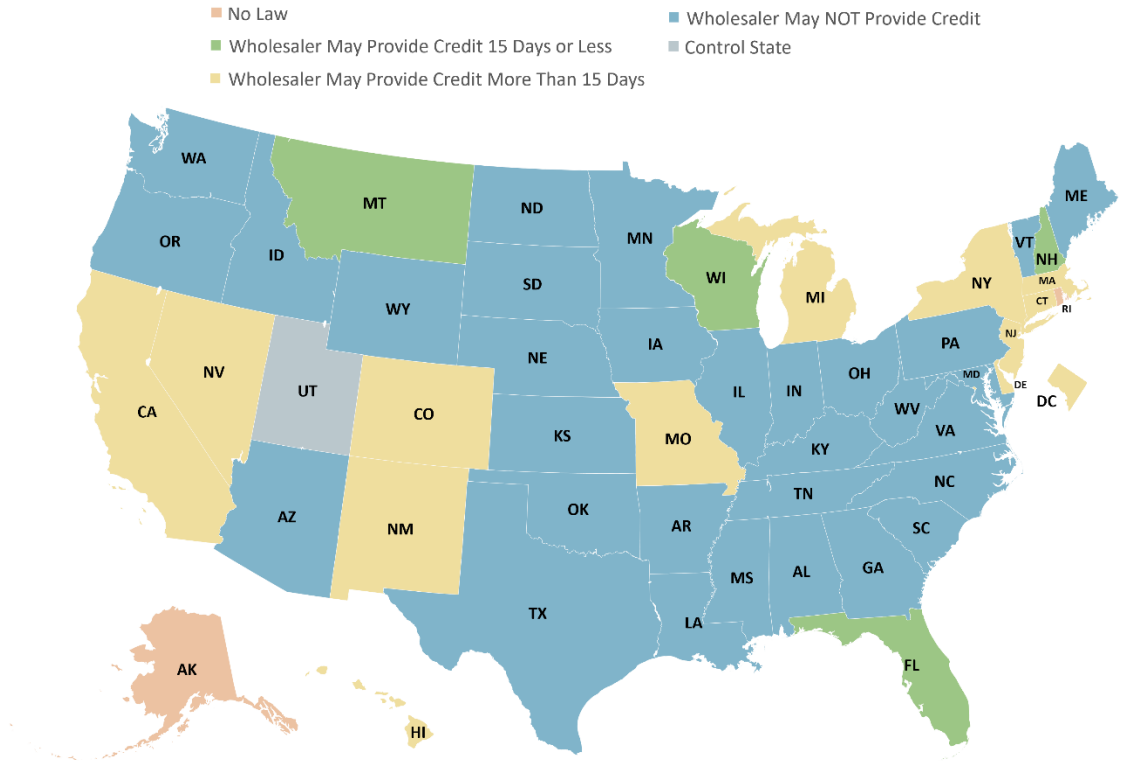 No Law
Wholesaler May NOT Provide Credit
Wholesaler May Provide Credit 15 Days or Less
Control State
Wholesaler May Provide Credit More Than 15 Days
WA
MT
ND
MN
ME
OR
ID
SD
WI
VT
NH
WY
MI
NY
MA
CT
RI
NE
IA
PA
NJ
NV
UT
CO
IL
IN
OH
MD
DE
DC
CA
KS
MO
WV
VA
KY
AZ
NM
OK
AR
TN
NC
SC
TX
LA
MS
AL
GA
AK
HI
FL